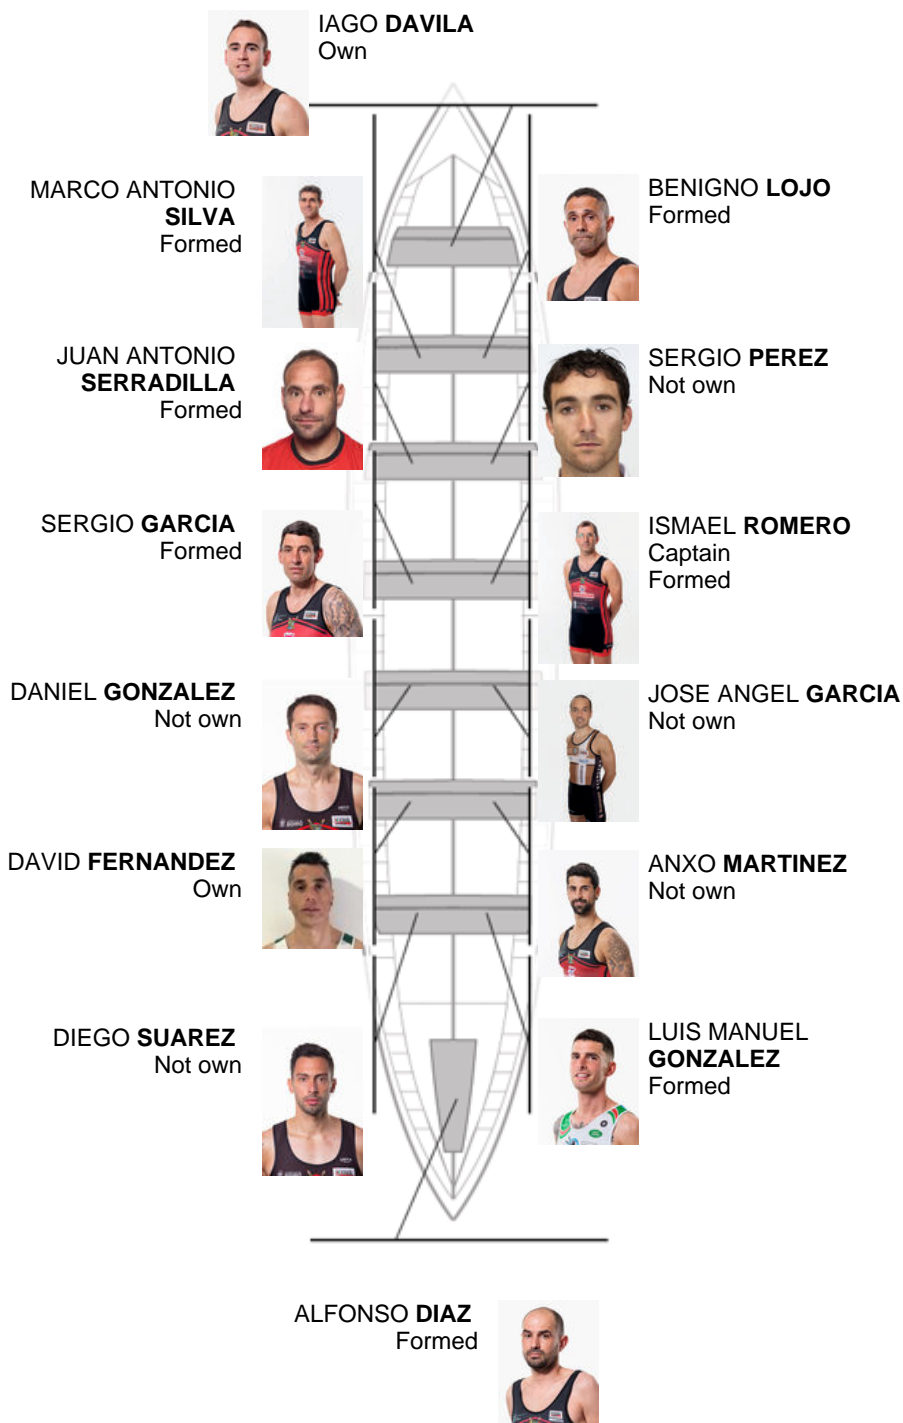 IAGO DAVILA
Own
MARCO ANTONIO
SILVA
Formed
BENIGNO LOJO
Formed
JUAN ANTONIO
SERRADILLA
Formed
SERGIO PEREZ
Not own
SERGIO GARCIA
Formed
ISMAEL ROMERO
Captain
Formed
DANIEL GONZALEZ
Not own
JOSE ANGEL GARCIA
Not own
DAVID FERNANDEZ
Own
ANXO MARTINEZ
Not own
DIEGO SUAREZ
Not own
LUIS MANUEL
GONZALEZ
Formed
ALFONSO DIAZ
Formed